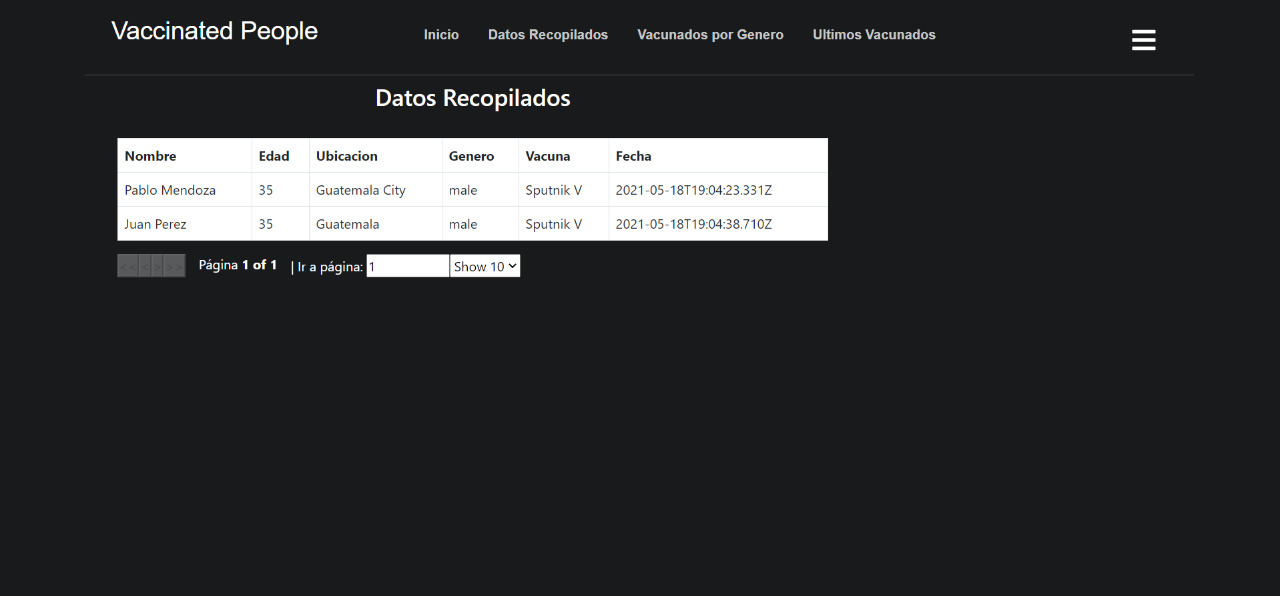 Vaccinated People
Inicio Datos Recopilados Vacunados por Genero Ultimos Vacunados
Datos Recopilados
Nombre Edad Ubicacion Genero Vacuna Fecha
Pablo Mendoza 35 Guatemala City male Sputnik V 2021-05-18T19:04:23.331Z
Juan Perez 35 Guatemala male Sputnik V 2021-05-18T19:04:38.710Z
<< < > >> Página 1 of 1 | Ir a página: 1 Show 10